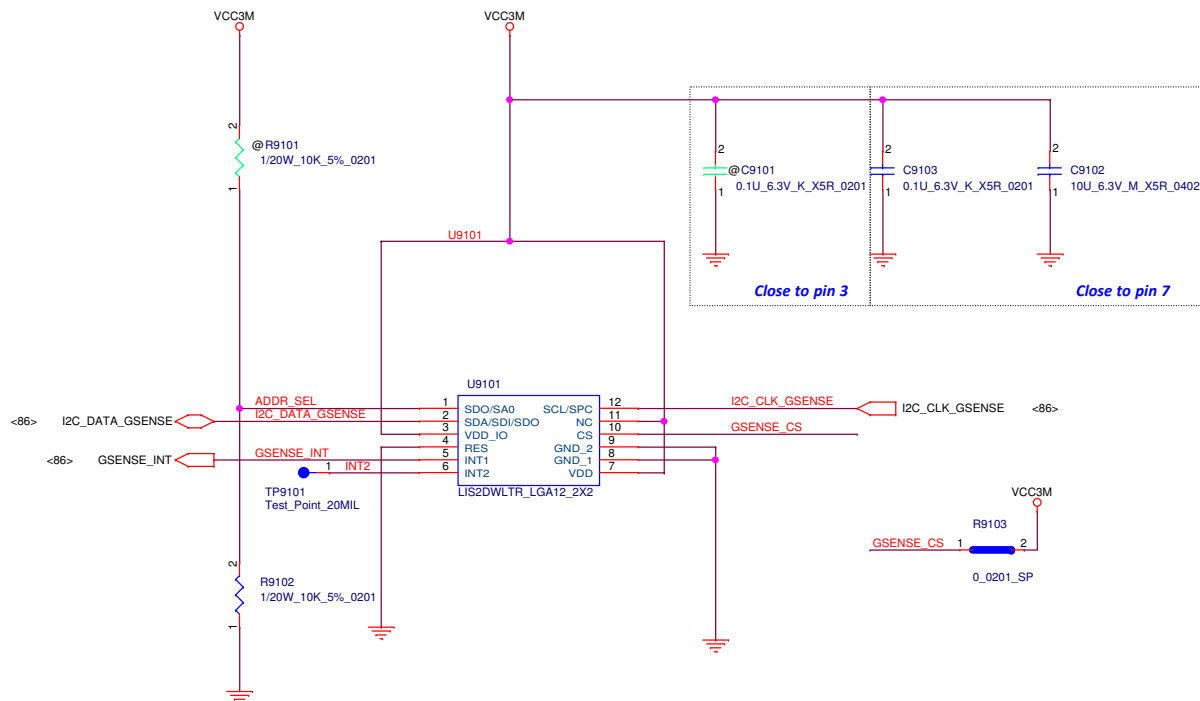 VCC3M
VCC3M
2
@R9101
1/20W_10K_5%_0201
1
2
@C9101
0.1U_6.3V_K_X5R_0201
1
2
C9103
0.1U_6.3V_K_X5R_0201
1
2
C9102
10U_6.3V_M_X5R_0402
1
U9101
Close to pin 3
Close to pin 7
U9101
ADDR_SEL
1
SDO/SA0
SCL/SPC
12
I2C_CLK_GSENSE
I2C_CLK_GSENSE
<86>
<86>
I2C_DATA_GSENSE
I2C_DATA_GSENSE
2
SDA/SDI/SDO
NC
11
3
VDD_IO
CS
10
GSENSE_CS
4
RES
GND_2
9
<86>
GSENSE_INT
GSENSE_INT
5
INT1
GND_1
8
1
INT2
6
INT2
VDD
7
TP9101
Test_Point_20MIL
LIS2DWLTR_LGA12_2X2
VCC3M
R9103
GSENSE_CS
1
2
0_0201_SP
2
R9102
1/20W_10K_5%_0201
1